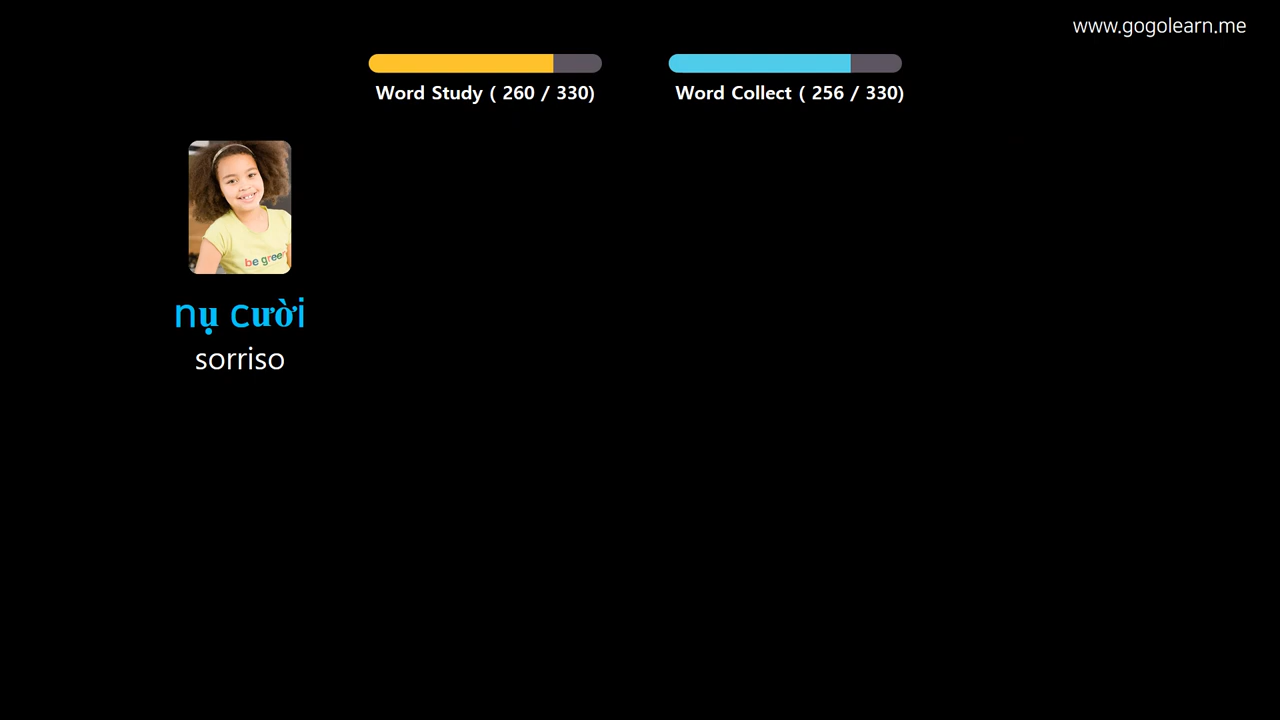 www.gogolearn.me
Word Study ( 260 / 330)
Word Collect ( 256 / 330)
be green
nụ cười
sorriso